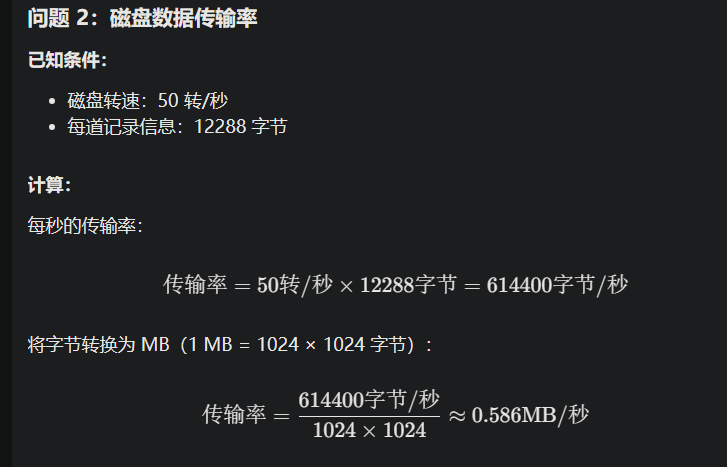 问题 2：磁盘数据传输率
已知条件：
• 磁盘转速：50 转/秒
• 每道记录信息：12288 字节
计算：
每秒的传输率：
传输率 = 50转/秒 × 12288字节 = 614400字节/秒
将字节转换为 MB（1 MB = 1024 × 1024 字节）:
传输率 = 614400字节/秒 / 1024 × 1024 ≈ 0.586MB/秒